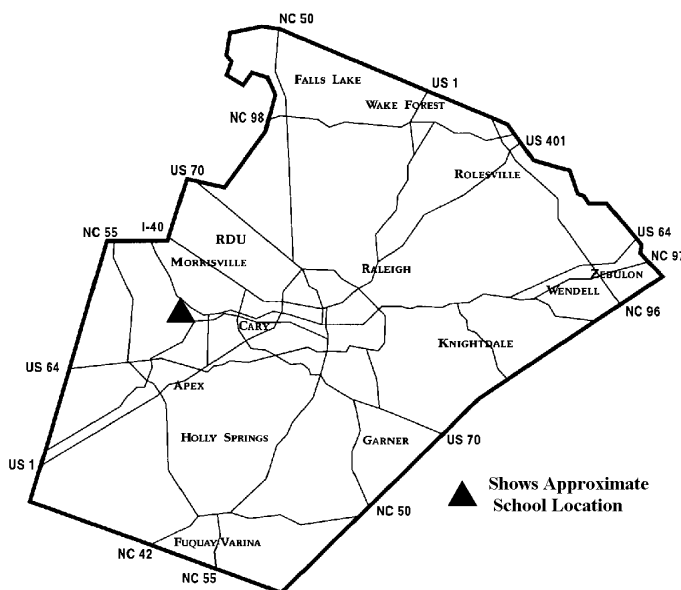 NC 50
FALLS LAKE
US 1
WAKE FOREST
NC 98
US 401
US 70
ROLESVILLE
I-40
NC 55
RDU
US 64
MORRISVILLE
NC 97
RALEIGH
ZEBULON
WENDELL
NC 96
CARY
KNIGHTDALE
US 64
APEX
HOLLY SPRINGS
GARNER
US 70
US 1
Shows Approximate
School Location
NC 50
FUQUAY-VARINA
NC 42
NC 55